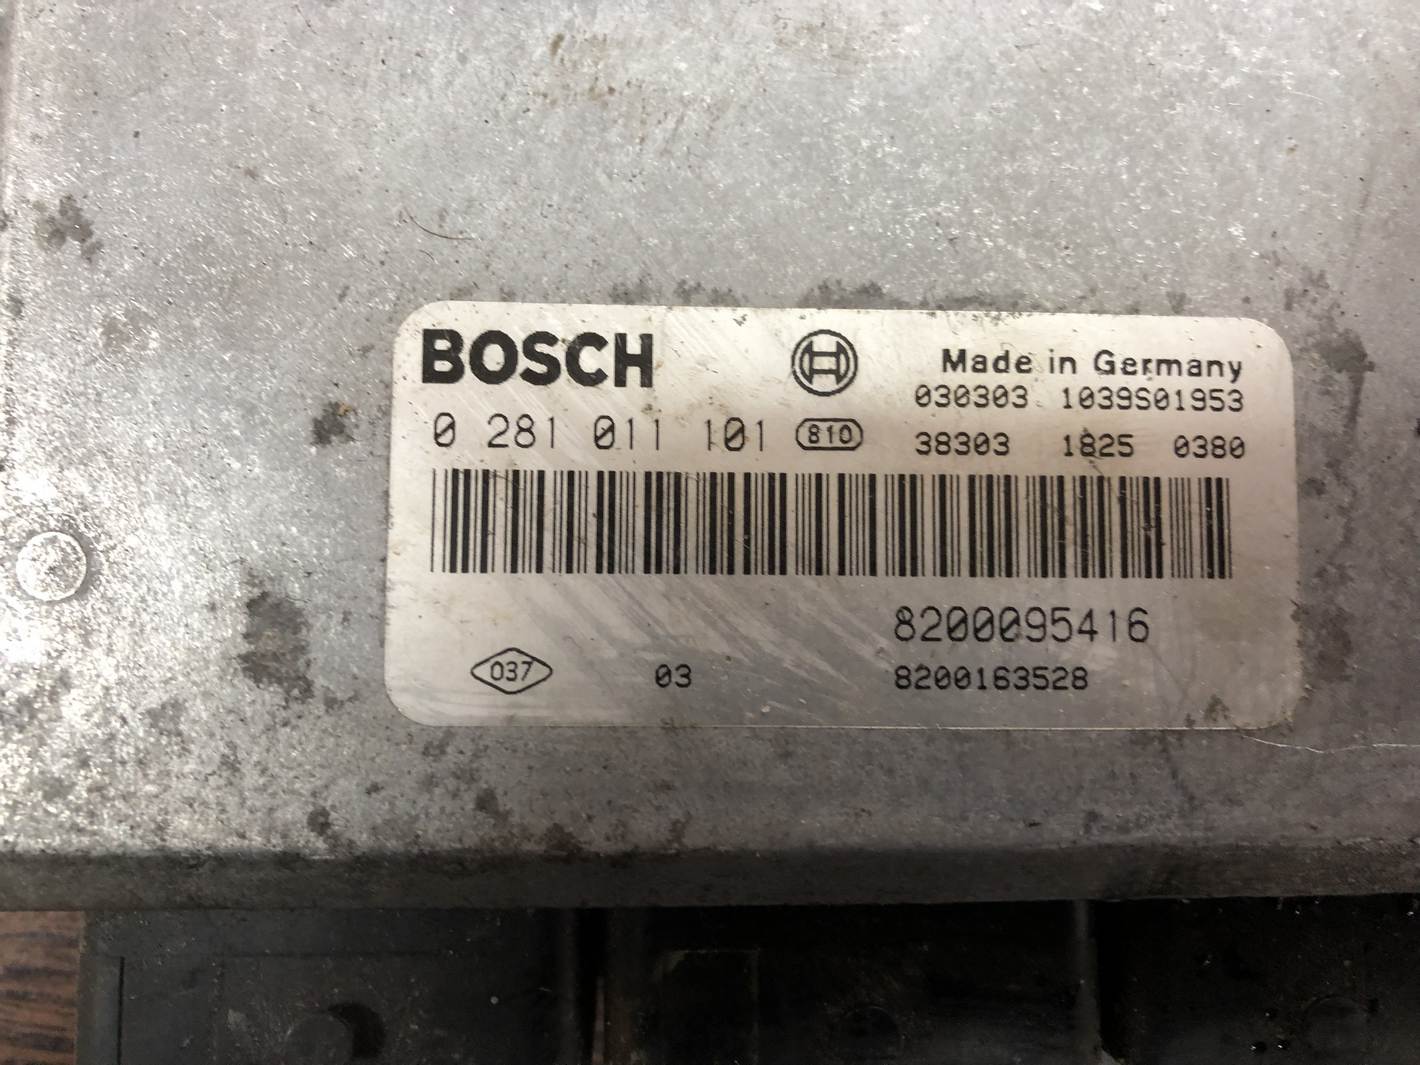 BOSCH
Made in Germany
030303 1039S01953
0 281 011 101 810
38303 1825 0380
8200095416
037 03 8200163528